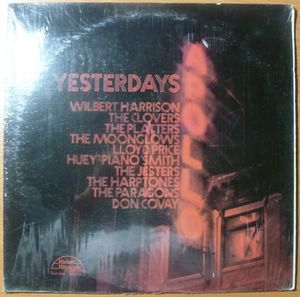 YESTERDAYS
WILBERT HARRISON
THE CLOVERS
THE PLATTERS
THE MOONGLOWS
LLOYD PRICE
HUEY "PIANO" SMITH
THE JESTERS
THE HARPTONES
THE PARAGONS
DON COVAY
APOLLO